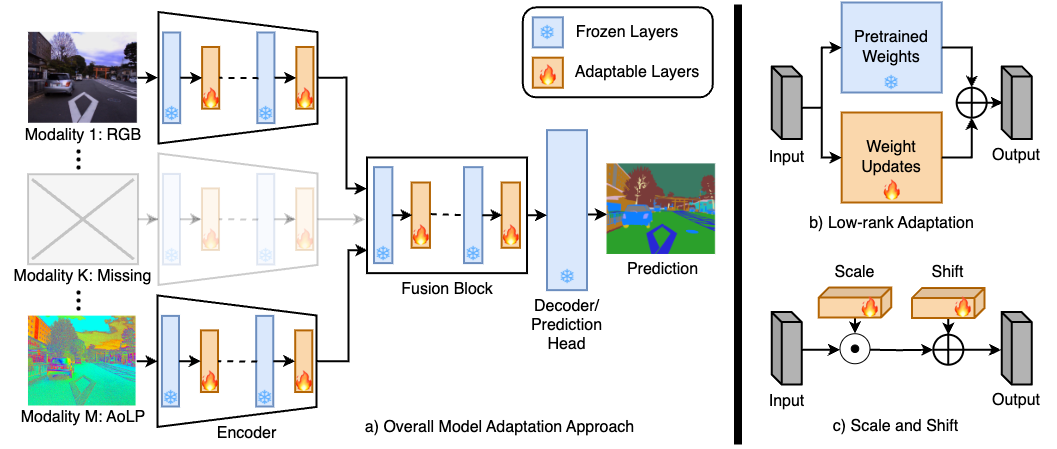 Frozen Layers
Adaptable Layers
Modality 1: RGB
Modality K: Missing
Modality M: AoLP
Encoder
Fusion Block
Decoder/
Prediction
Head
Prediction
a) Overall Model Adaptation Approach
Pretrained
Weights
Weight
Updates
Input
Output
b) Low-rank Adaptation
Scale
Shift
Input
Output
c) Scale and Shift